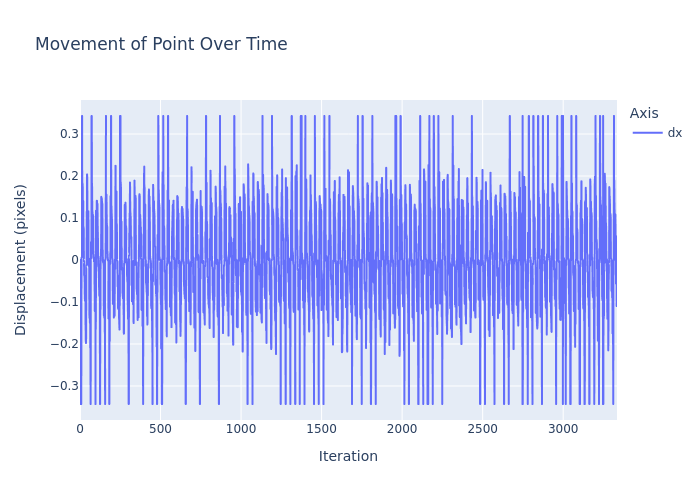 Movement of Point Over Time
Axis
dx
Displacement (pixels)
0.3
0.2
0.1
0
−0.1
−0.2
−0.3
0
500
1000
1500
2000
2500
3000
Iteration